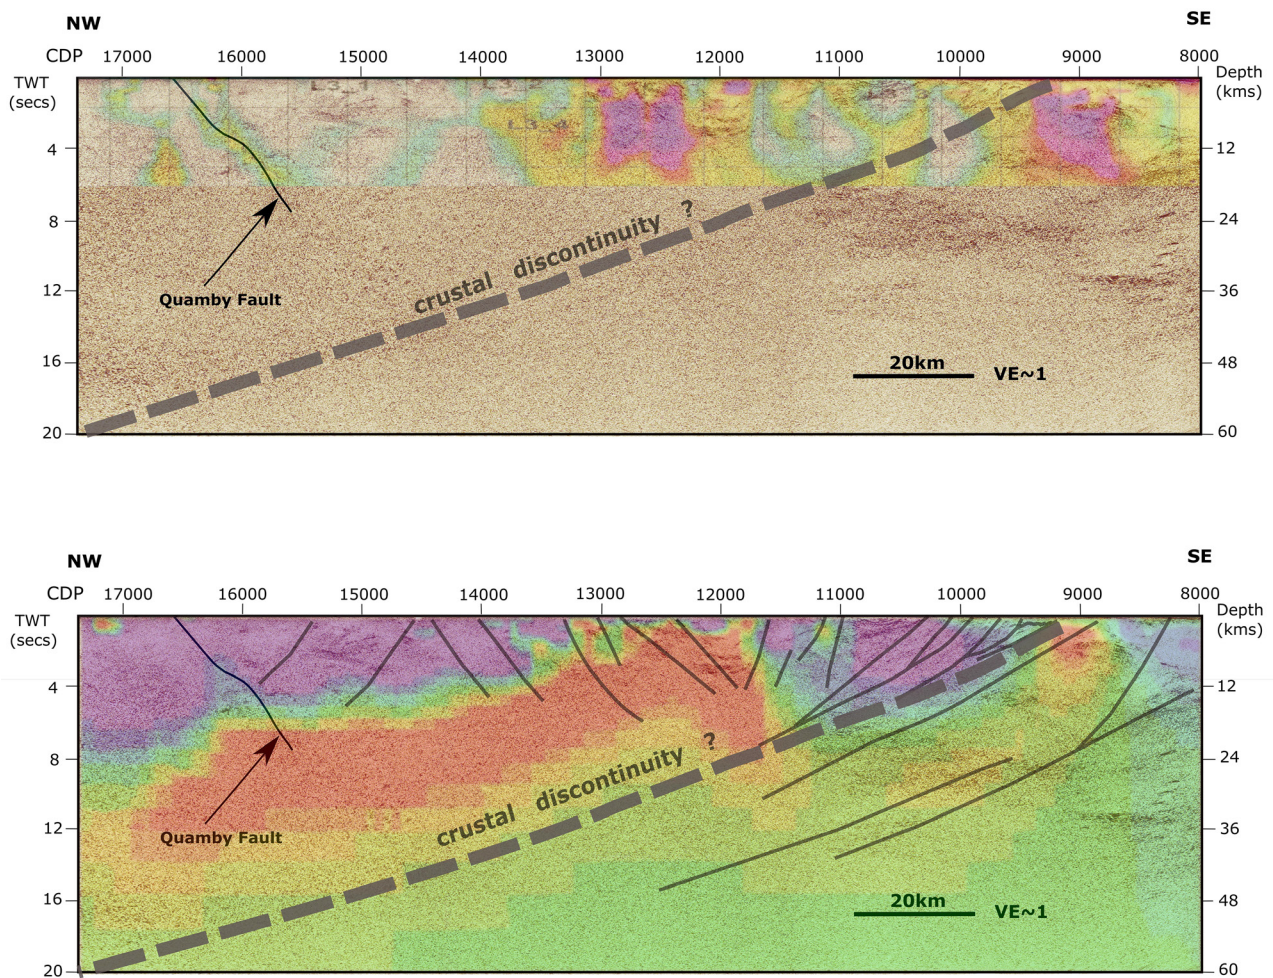 NW SE
CDP 17000 16000 15000 14000 13000 12000 11000 10000 9000 8000
TWT (secs) Depth (kms)
L3_1
4 12
8 24
crustal discontinuity ?
12 36
Quamby Fault
16 48
20km VE~1
20 60
NW SE
CDP 17000 16000 15000 14000 13000 12000 11000 10000 9000 8000
TWT (secs) Depth (kms)
4 12
8 24
crustal discontinuity ?
12 36
Quamby Fault
16 48
20km VE~1
20 60